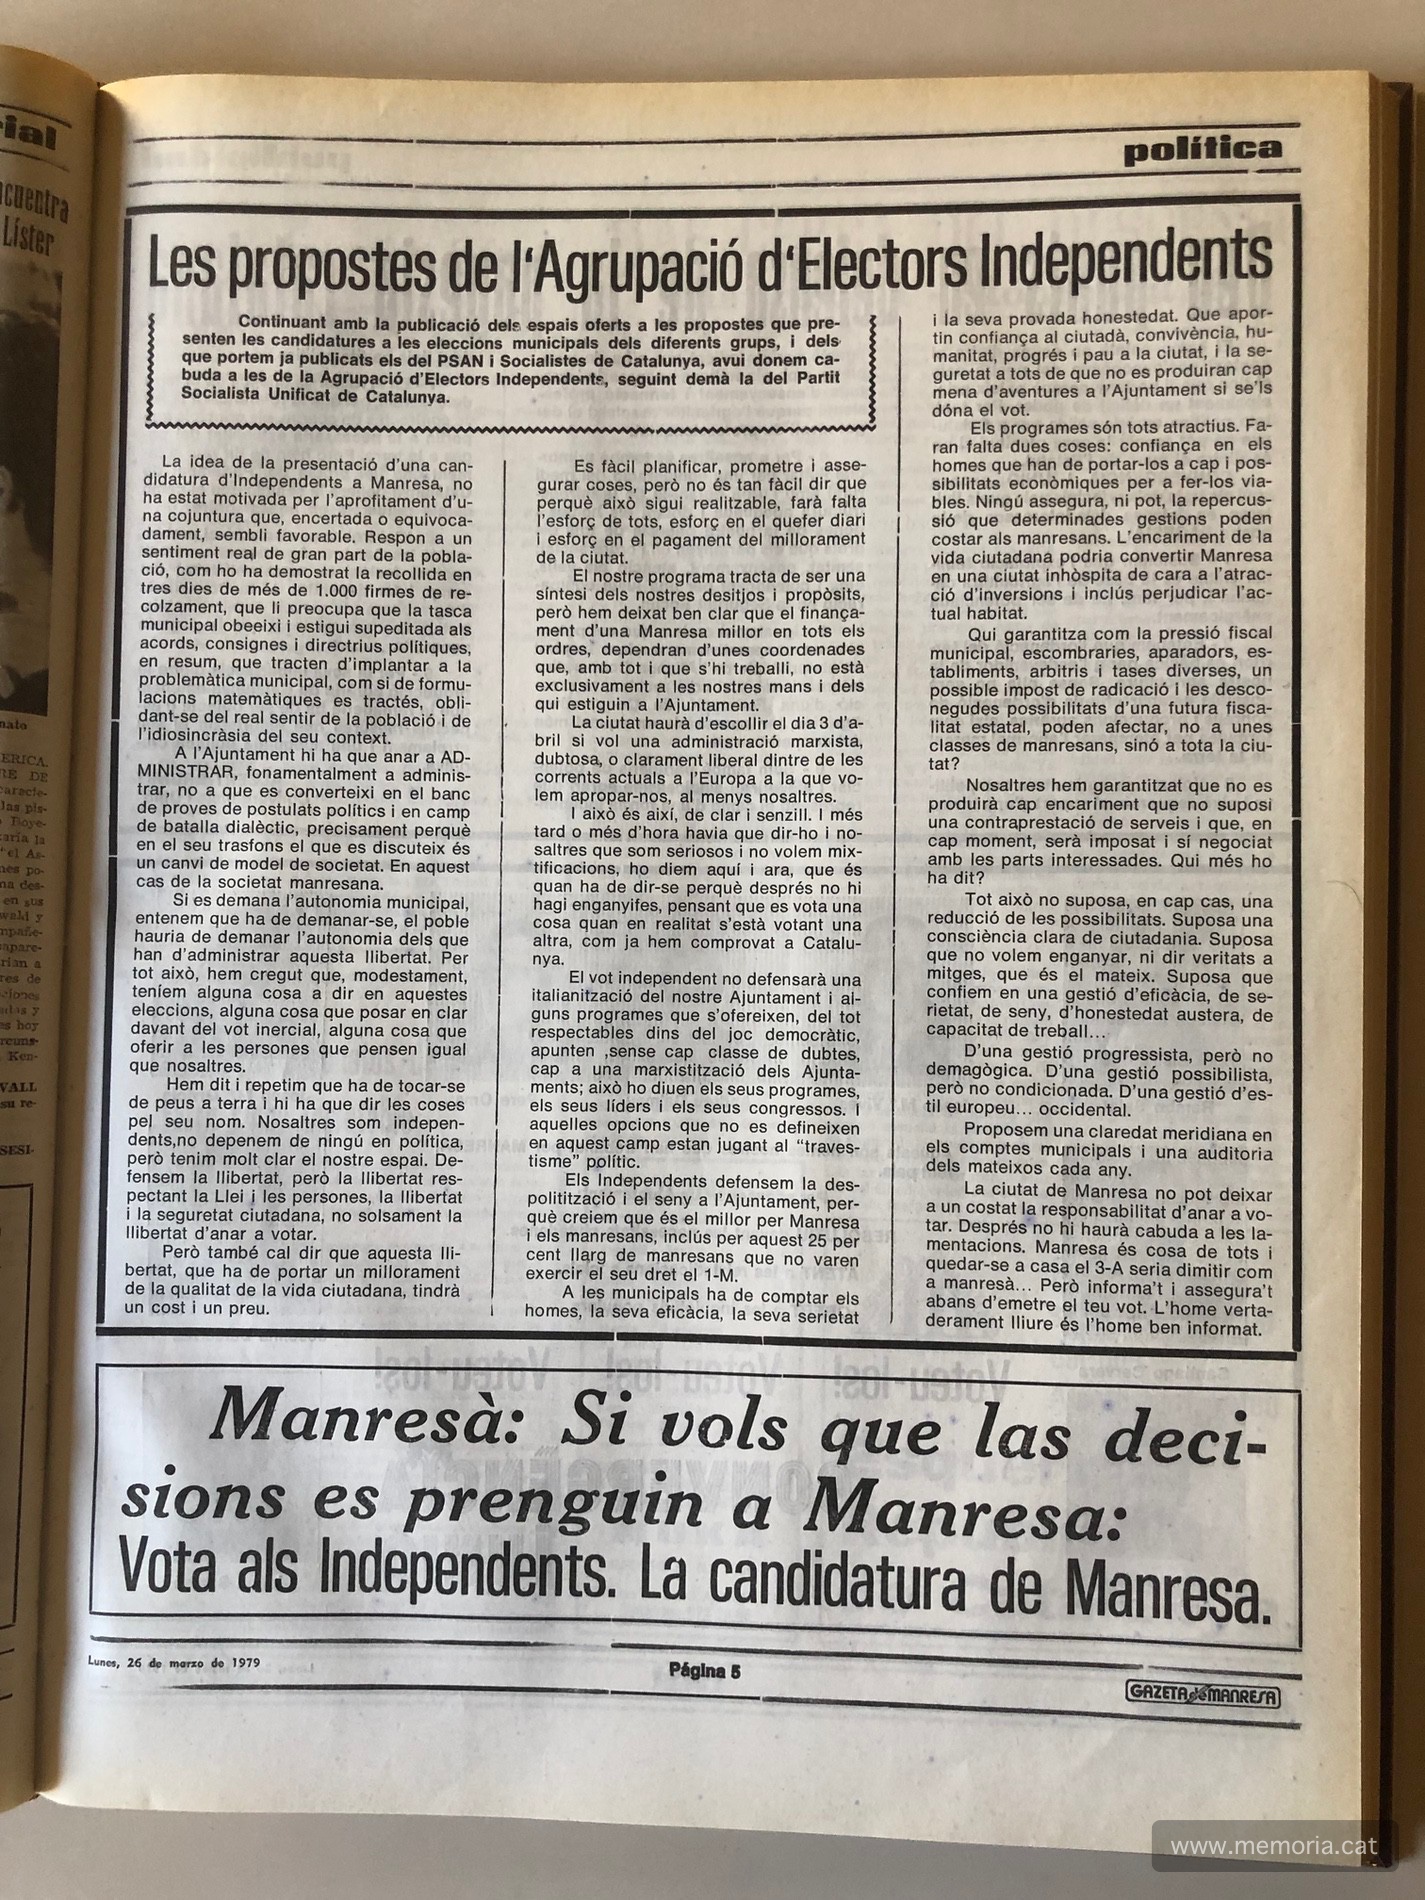 rial
cuentra
Líster
nato
ERICA.
RE DE
VALL
su re-
SESI-
política
Les propostes de l'Agrupació d'Electors Independents
Continuant amb la publicació dels espais oferts a les propostes que pre-
senten les candidatures a les eleccions municipals dels diferents grups, i dels
que portem ja publicats els del PSAN i Socialistes de Catalunya, avui donem ca-
buda a les de la Agrupació d'Electors Independents, seguint demà la del Partit
Socialista Unificat de Catalunya.
La idea de la presentació d'una can-
didatura d'Independents a Manresa, no
ha estat motivada per l'aprofitament d'u-
na cojuntura que, encertada o equivoca-
dament, sembli favorable. Respon a un
sentiment real de gran part de la pobla-
ció, com ho ha demostrat la recollida en
tres dies de més de 1.000 firmes de re-
colzament, que li preocupa que la tasca
municipal obeeixi i estigui supeditada als
acords, consignes i directrius polítiques,
en resum, que tracten d'implantar a la
problemàtica municipal, com si de formu-
lacions matemàtiques es tractés, obli-
dant-se del real sentir de la població i de
l'idiosincràsia del seu context.
A l'Ajuntament hi ha que anar a AD-
MINISTRAR, fonamentalment a adminis-
trar, no a que es converteixi en el banc
de proves de postulats polítics i en camp
de batalla dialèctic, precisament perquè
en el seu trasfons el que es discuteix és
un canvi de model de societat. En aquest
cas de la societat manresana.
Si es demana l'autonomia municipal,
entenem que ha de demanar-se, el poble
hauria de demanar l'autonomia dels que
han d'administrar aquesta llibertat. Per
tot això, hem cregut que, modestament,
teníem alguna cosa a dir en aquestes
eleccions, alguna cosa que posar en clar
davant del vot inercial, alguna cosa que
oferir a les persones que pensen igual
que nosaltres.
Hem dit i repetim que ha de tocar-se
de peus a terra i hi ha que dir les coses
pel seu nom. Nosaltres som indepen-
dents,no depenem de ningú en política,
però tenim molt clar el nostre espai. De-
fensem la llibertat, però la llibertat res-
pectant la Llei i les persones, la llibertat
i la seguretat ciutadana, no solsament la
llibertat d'anar a votar.
Però també cal dir que aquesta lli-
bertat, que ha de portar un millorament
de la qualitat de la vida ciutadana, tindrà
un cost i un preu.
Es fàcil planificar, prometre i asse-
gurar coses, però no és tan fàcil dir que
perquè això sigui realitzable, farà falta
l'esforç de tots, esforç en el quefer diari
i esforç en el pagament del millorament
de la ciutat.
El nostre programa tracta de ser una
síntesi dels nostres desitjos i propòsits,
però hem deixat ben clar que el finança-
ment d'una Manresa millor en tots els
ordres, dependran d'unes coordenades
que, amb tot i que s'hi treballi, no està
exclusivament a les nostres mans i dels
qui estiguin a l'Ajuntament.
La ciutat haurà d'escollir el dia 3 d'a-
bril si vol una administració marxista,
dubtosa, o clarament liberal dintre de les
corrents actuals a l'Europa a la que vo-
lem apropar-nos, al menys nosaltres.
I això és així, de clar i senzill. I més
tard o més d'hora havia que dir-ho i no-
saltres que som seriosos i no volem mix-
tificacions, ho diem aquí i ara, que és
quan ha de dir-se perquè després no hi
hagi enganyifes, pensant que es vota una
cosa quan en realitat s'està votant una
altra, com ja hem comprovat a Catalu-
nya.
El vot independent no defensarà una
italianització del nostre Ajuntament i al-
guns programes que s'ofereixen, del tot
respectables dins del joc democràtic,
apunten ,sense cap classe de dubtes,
cap a una marxistització dels Ajunta-
ments; això ho diuen els seus programes,
els seus líders i els seus congressos. I
aquelles opcions que no es defineixen
en aquest camp estan jugant al "traves-
tisme" polític.
Els Independents defensem la des-
politització i el seny a l'Ajuntament, per-
què creiem que és el millor per Manresa
i els manresans, inclús per aquest 25 per
cent llarg de manresans que no varen
exercir el seu dret el 1-M.
A les municipals ha de comptar els
homes, la seva eficàcia, la seva serietat
i la seva provada honestedat. Que apor-
tin confiança al ciutadà, convivència, hu-
manitat, progrés i pau a la ciutat, i la se-
guretat a tots de que no es produiran cap
mena d'aventures a l'Ajuntament si se'ls
dóna el vot.
Els programes són tots atractius. Fa-
ran falta dues coses: confiança en els
homes que han de portar-los a cap i pos-
sibilitats econòmiques per a fer-los via-
bles. Ningú assegura, ni pot, la repercus-
sió que determinades gestions poden
costar als manresans. L'encariment de la
vida ciutadana podria convertir Manresa
en una ciutat inhòspita de cara a l'atrac-
ció d'inversions i inclús perjudicar l'ac-
tual habitat.
Qui garantitza com la pressió fiscal
municipal, escombraries, aparadors, es-
tabliments, arbitris i tases diverses, un
possible impost de radicació i les desco-
negudes possibilitats d'una futura fisca-
litat estatal, poden afectar, no a unes
classes de manresans, sinó a tota la ciu-
tat?
Nosaltres hem garantitzat que no es
produirà cap encariment que no suposi
una contraprestació de serveis i que, en
cap moment, serà imposat i sí negociat
amb les parts interessades. Qui més ho
ha dit?
Tot això no suposa, en cap cas, una
reducció de les possibilitats. Suposa una
consciència clara de ciutadania. Suposa
que no volem enganyar, ni dir veritats a
mitges, que és el mateix. Suposa que
confiem en una gestió d'eficàcia, de se-
rietat, de seny, d'honestedat austera, de
capacitat de treball...
D'una gestió progressista, però no
demagògica. D'una gestió possibilista,
però no condicionada. D'una gestió d'es-
til europeu... occidental.
Proposem una claredat meridiana en
els comptes municipals i una auditoria
dels mateixos cada any.
La ciutat de Manresa no pot deixar
a un costat la responsabilitat d'anar a vo-
tar. Després no hi haurà cabuda a les la-
mentacions. Manresa és cosa de tots i
quedar-se a casa el 3-A seria dimitir com
a manresà... Però informa't i assegura't
abans d'emetre el teu vot. L'home verta-
derament lliure és l'home ben informat.
Manresà: Si vols que las deci-
sions es prenguin a Manresa:
Vota als Independents. La candidatura de Manresa.
Lunes, 26 de marzo de 1979
Página 5
GAZETA de MANRESA
www.memoria.cat